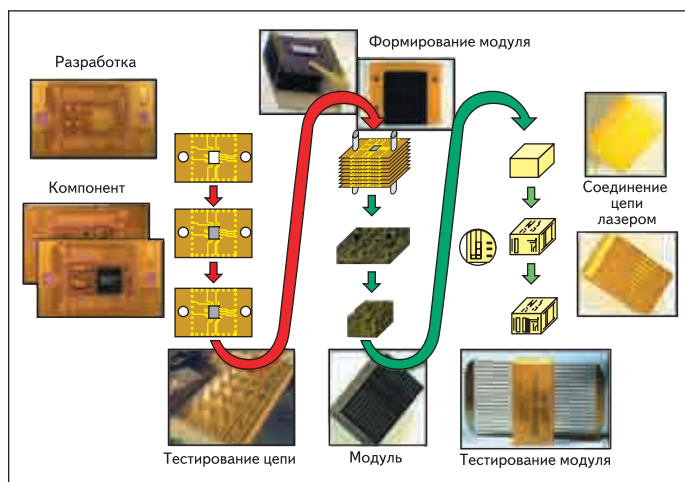 Разработка
Формирование модуля
Компонент
Соединение
цепи
лазером
Тестирование цепи
Модуль
Тестирование модуля